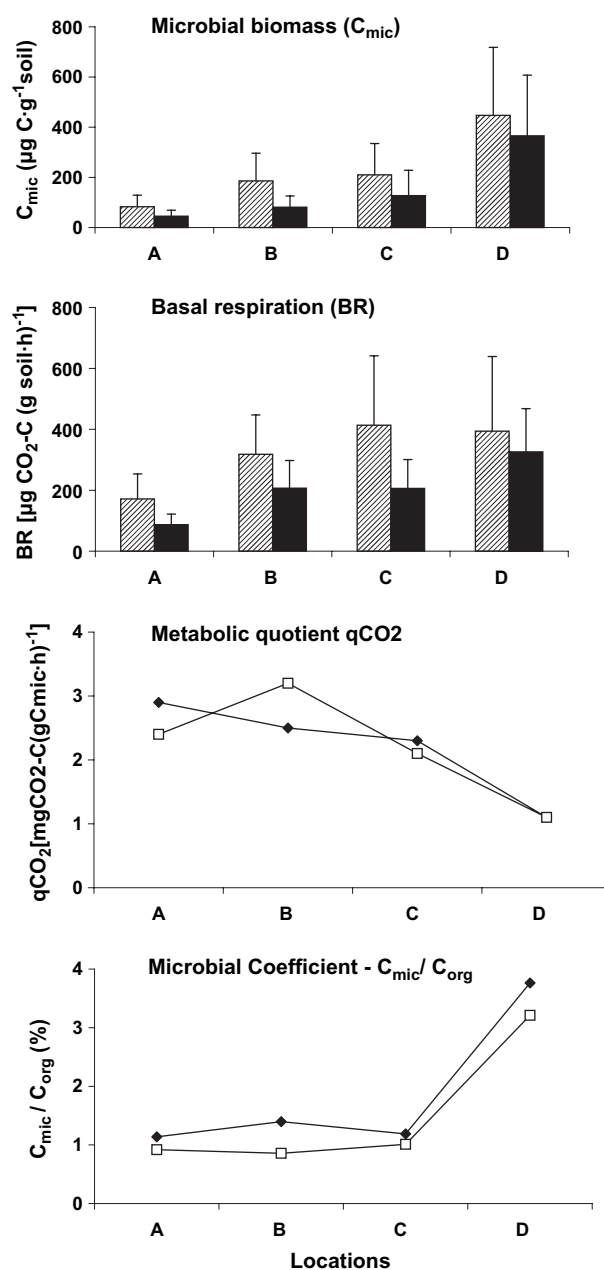 Microbial biomass (Cmic)
Cmic (µg C·g-1soil)
800
600
400
200
0
A B C D
Basal respiration (BR)
BR [µg CO2-C (g soil·h)-1]
800
600
400
200
0
A B C D
Metabolic quotient qCO2
qCO2[mgCO2-C(gCmic·h)-1]
4
3
2
1
0
A B C D
Microbial Coefficient - Cmic/ Corg
Cmic / Corg (%)
4
3
2
1
0
A B C D
Locations